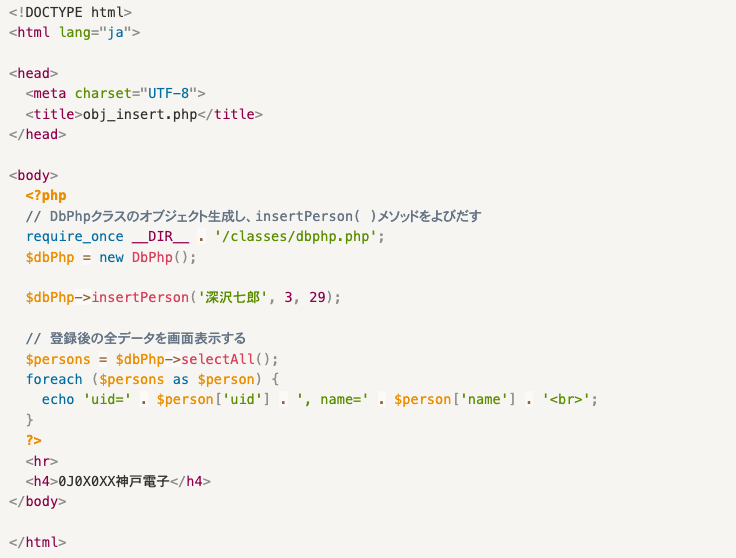 <!DOCTYPE html>
<html lang="ja">
<head>
<meta charset="UTF-8">
<title>obj_insert.php</title>
</head>
<body>
<?php
// DbPhpクラスのオブジェクト生成し、insertPerson( )メソッドをよびだす
require_once __DIR__ . '/classes/dbphp.php';
$dbPhp = new DbPhp();
$dbPhp->insertPerson('深沢七郎', 3, 29);
// 登録後の全データを画面表示する
$persons = $dbPhp->selectAll();
foreach ($persons as $person) {
echo 'uid=' . $person['uid'] . ', name=' . $person['name'] . '<br>';
}
?>
<hr>
<h4>0J0X0XX神戸電子</h4>
</body>
</html>